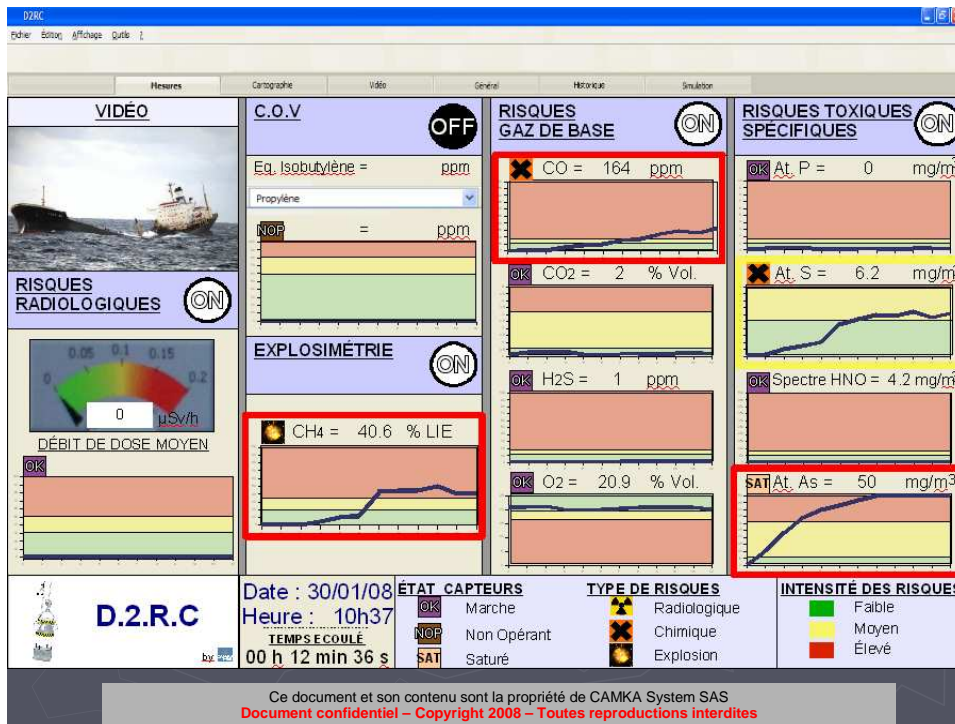 D2RC
Fichier Édition Affichage Outils ?
Mesures Cartographie Vidéo Général Historique Simulation
VIDÉO
RISQUES
RADIOLOGIQUES
ON
0 0.05 0.1 0.15 0.2
0 µSv/h
DÉBIT DE DOSE MOYEN
OK
C.O.V
OFF
Eq. Isobutylène = ppm
Propylène
NOP = ppm
EXPLOSIMÉTRIE
ON
CH4 = 40.6 % LIE
RISQUES
GAZ DE BASE
ON
CO = 164 ppm
OK CO2 = 2 % Vol.
OK H2S = 1 ppm
OK O2 = 20.9 % Vol.
RISQUES TOXIQUES
SPÉCIFIQUES
ON
OK At. P = 0 mg/m³
At. S = 6.2 mg/m³
OK Spectre HNO = 4.2 mg/m³
SAT At. As = 50 mg/m³
D.2.R.C
by
Date : 30/01/08
Heure : 10h37
TEMPS ECOULÉ
00 h 12 min 36 s
ÉTAT CAPTEURS
OK Marche
NOP Non Opérant
SAT Saturé
TYPE DE RISQUES
Radiologique
Chimique
Explosion
INTENSITÉ DES RISQUES
Faible
Moyen
Élevé
Ce document et son contenu sont la propriété de CAMKA System SAS
Document confidentiel – Copyright 2008 – Toutes reproductions interdites